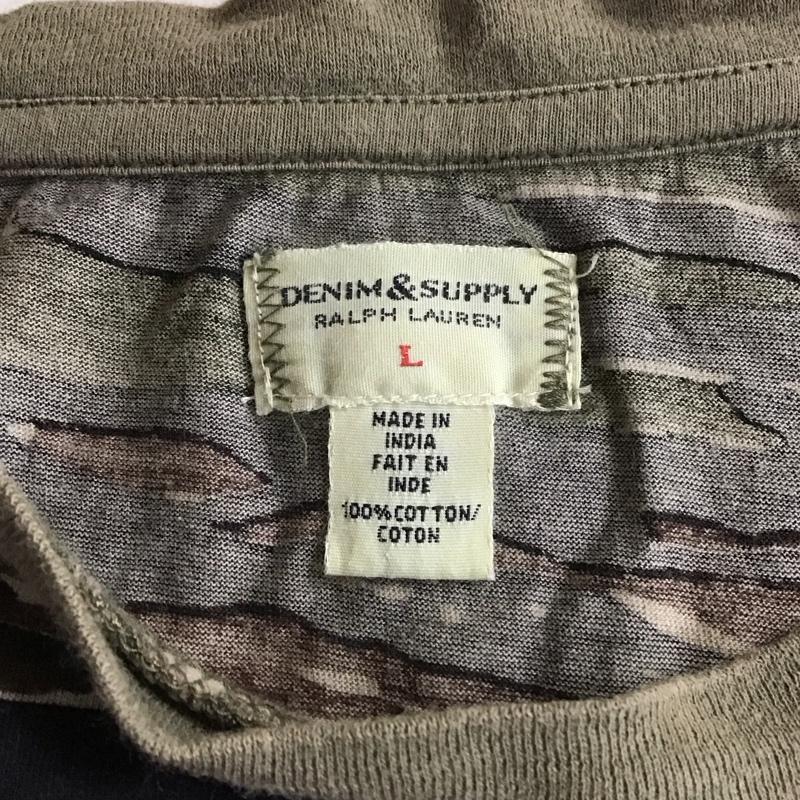 DENIM&SUPPLY
RALPH LAUREN
L
MADE IN
INDIA
FAIT EN
INDE
100%COTTON/
COTON